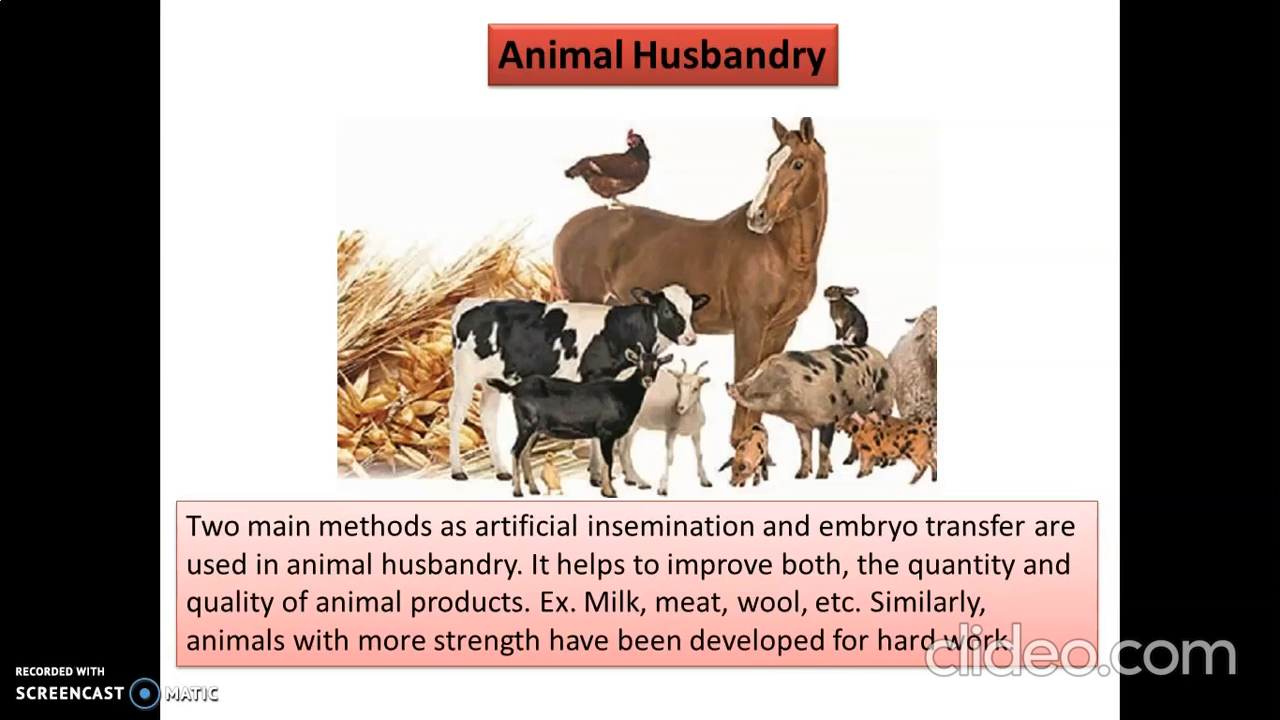 Animal Husbandry
Two main methods as artificial insemination and embryo transfer are
used in animal husbandry. It helps to improve both, the quantity and
quality of animal products. Ex. Milk, meat, wool, etc. Similarly,
animals with more strength have been developed for hard work.
clideo.com
RECORDED WITH
SCREENCAST MATIC